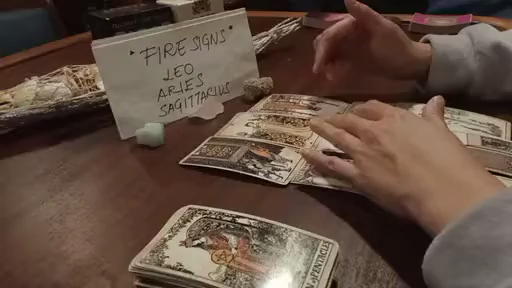 • FIRE SIGNS •
LEO
ARIES
SAGITTARIUS
N of PENTACLES